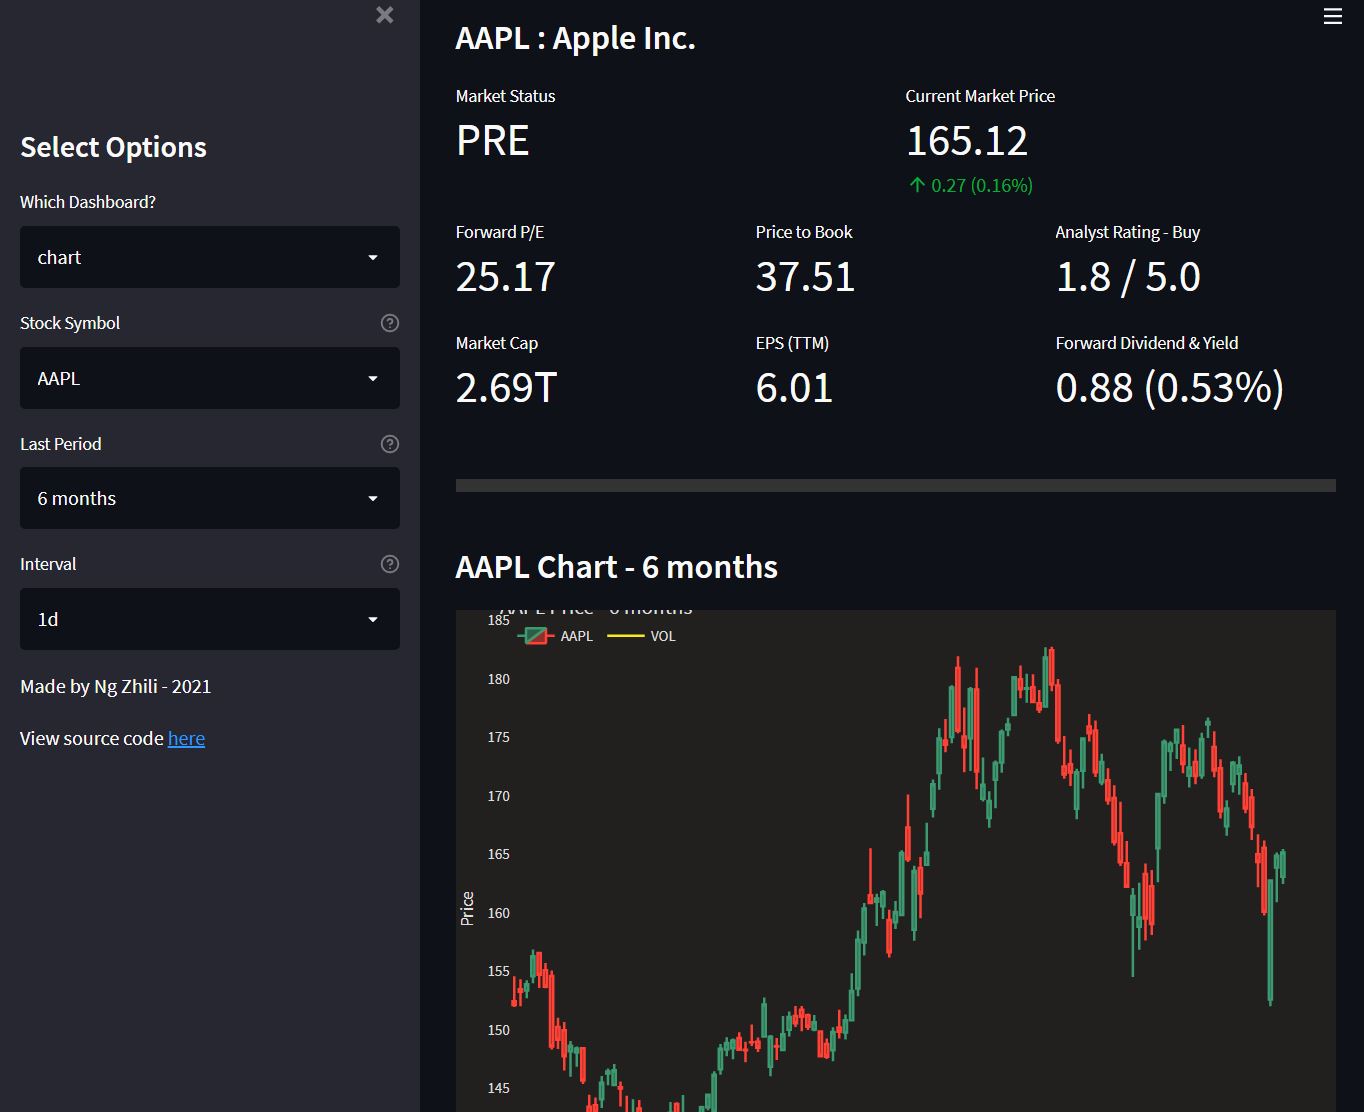 Select Options
Which Dashboard?
chart
Stock Symbol
AAPL
Last Period
6 months
Interval
1d
Made by Ng Zhili - 2021
View source code here
AAPL : Apple Inc.
Market Status
PRE
Current Market Price
165.12
↑ 0.27 (0.16%)
Forward P/E
25.17
Price to Book
37.51
Analyst Rating - Buy
1.8 / 5.0
Market Cap
2.69T
EPS (TTM)
6.01
Forward Dividend & Yield
0.88 (0.53%)
AAPL Chart - 6 months
AAPL Price - 6 months
AAPL
VOL
185
180
175
170
165
160
155
150
145
Price